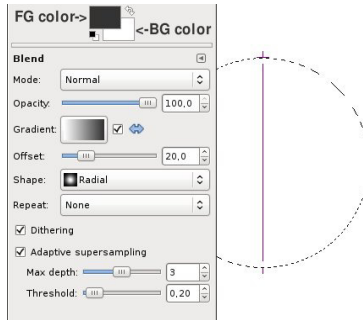 FG color->
<-BG color
Blend
Mode: Normal
Opacity: 100,0
Gradient:
Offset: 20,0
Shape: Radial
Repeat: None
Dithering
Adaptive supersampling
Max depth: 3
Threshold: 0,20